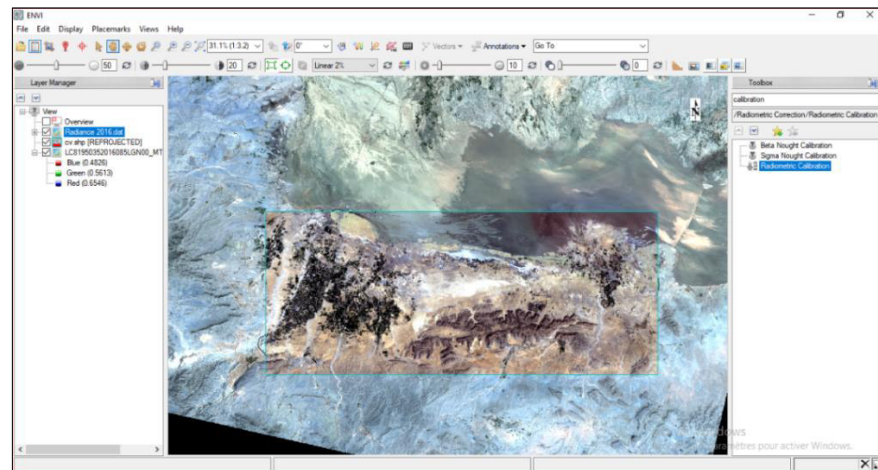 ENVI
File Edit Display Placemarks Views Help
31.1% (1:3.2) 0° Vectors Annotations Go To
50 20 Linear 2% 10 0
Layer Manager
View
Overview
Radiance 2016.dat
ov.shp [REPROJECTED]
LC81950352016085LGN00_MT
Blue (0.4826)
Green (0.5613)
Red (0.6546)
N
Toolbox
calibration
/Radiometric Correction/Radiometric Calibration
Beta Nought Calibration
Sigma Nought Calibration
Radiometric Calibration
dows
paramètres pour activer Windows.